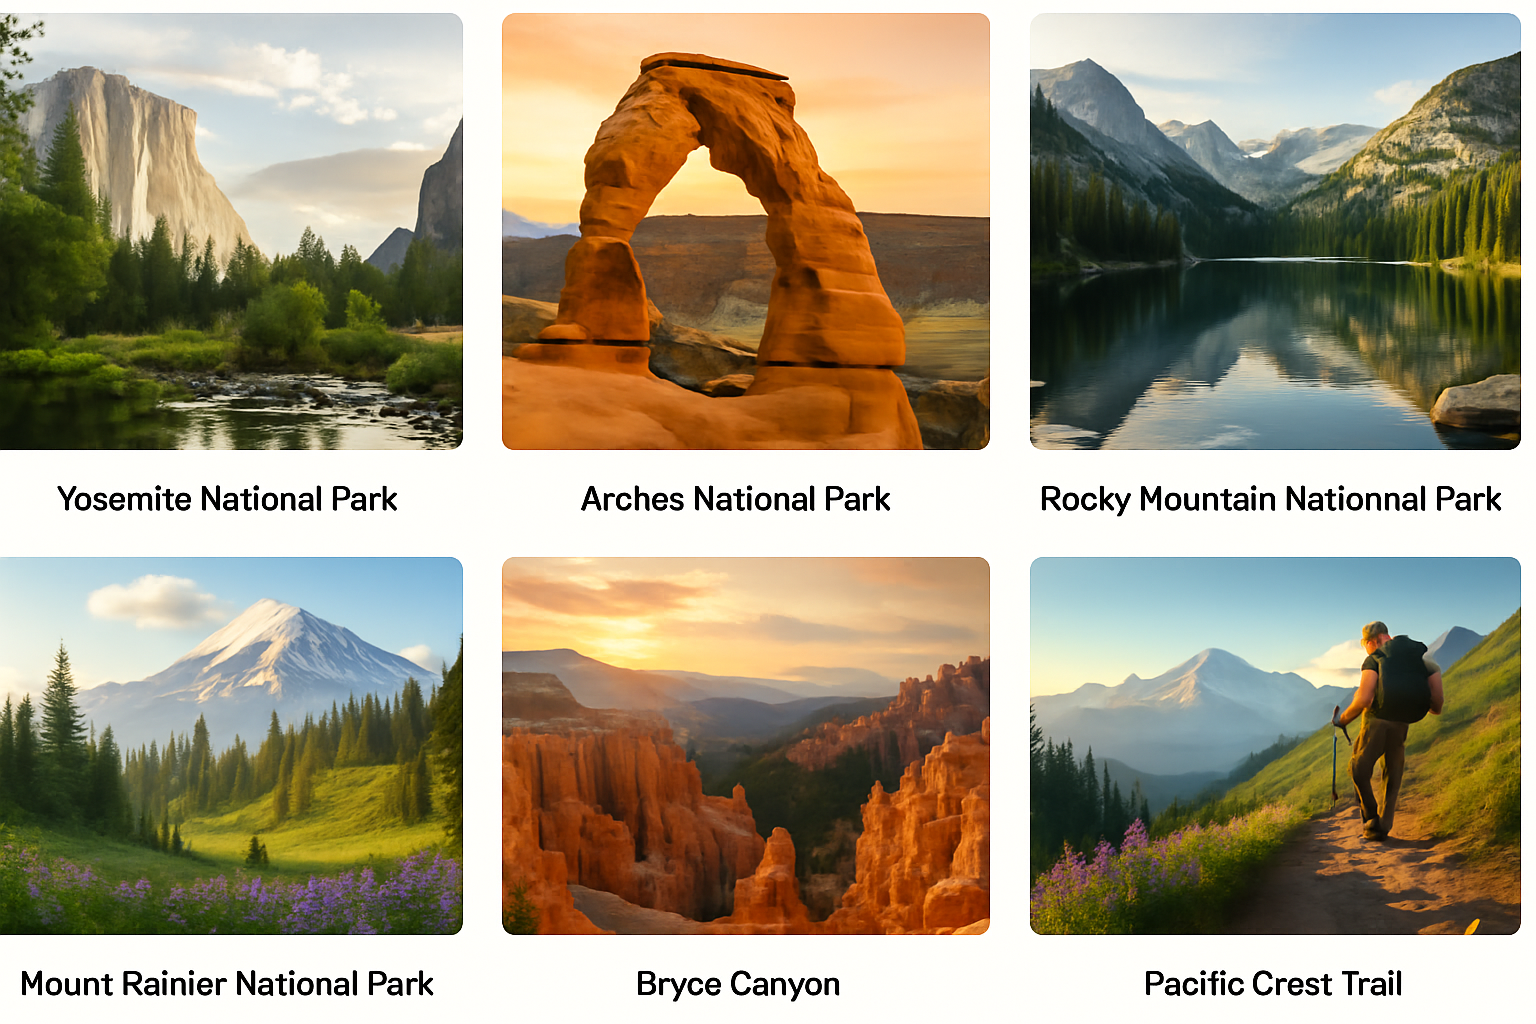 Yosemite National Park
Arches National Park
Rocky Mountain Nationnal Park
Mount Rainier National Park
Bryce Canyon
Pacific Crest Trail